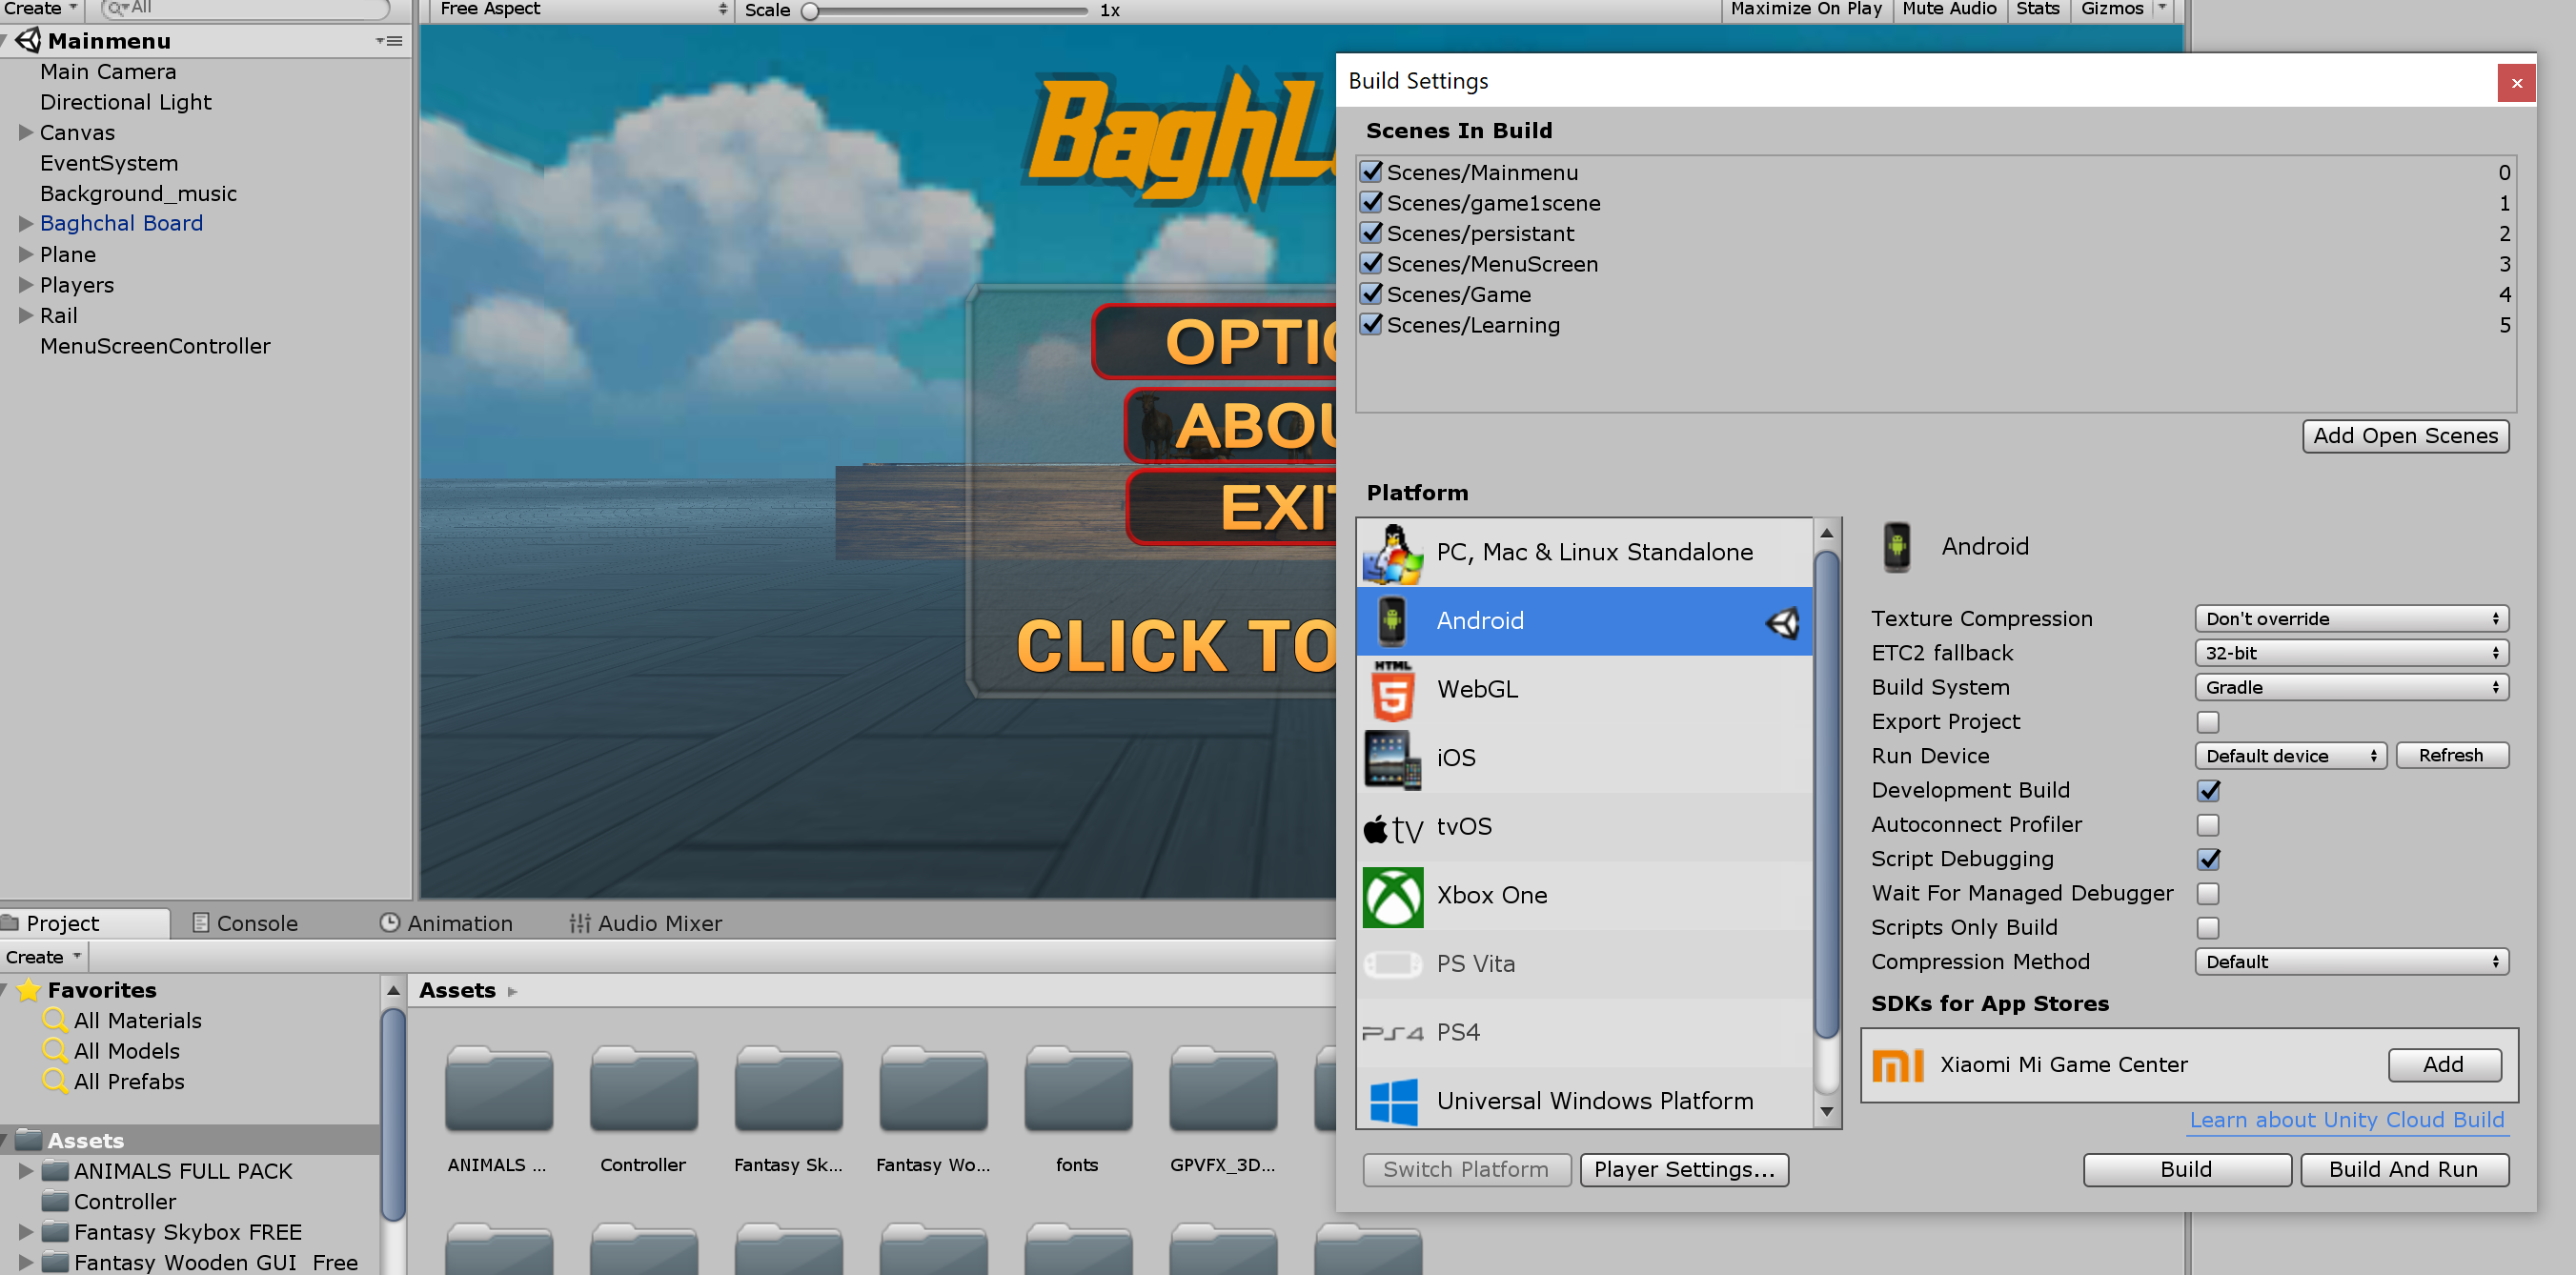 Create
All
Mainmenu
Main Camera
Directional Light
Canvas
EventSystem
Background_music
Baghchal Board
Plane
Players
Rail
MenuScreenController
Free Aspect
Scale
1x
Maximize On Play
Mute Audio
Stats
Gizmos
OPTIO
EXIT
CLICK TO
Build Settings
Scenes In Build
Scenes/Mainmenu 0
Scenes/game1scene 1
Scenes/persistant 2
Scenes/MenuScreen 3
Scenes/Game 4
Scenes/Learning 5
Add Open Scenes
Platform
PC, Mac & Linux Standalone
Android
HTML
5
WebGL
iOS
tv tvOS
Xbox One
PS Vita
PS4 PS4
Universal Windows Platform
Switch Platform
Player Settings...
Android
Texture Compression Don't override
ETC2 fallback 32-bit
Build System Gradle
Export Project
Run Device Default device Refresh
Development Build
Autoconnect Profiler
Script Debugging
Wait For Managed Debugger
Scripts Only Build
Compression Method Default
SDKs for App Stores
Xiaomi Mi Game Center Add
Learn about Unity Cloud Build
Build
Build And Run
Project
Console
Animation
Audio Mixer
Create
Favorites
All Materials
All Models
All Prefabs
Assets
ANIMALS FULL PACK
Controller
Fantasy Skybox FREE
Fantasy Wooden GUI Free
Assets
ANIMALS ...
Controller
Fantasy Sk...
Fantasy Wo...
fonts
GPVFX_3D...